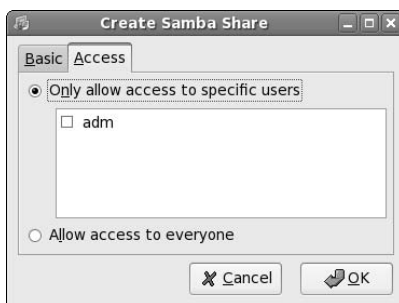 Create Samba Share
Basic Access
Only allow access to specific users
adm
Allow access to everyone
Cancel OK